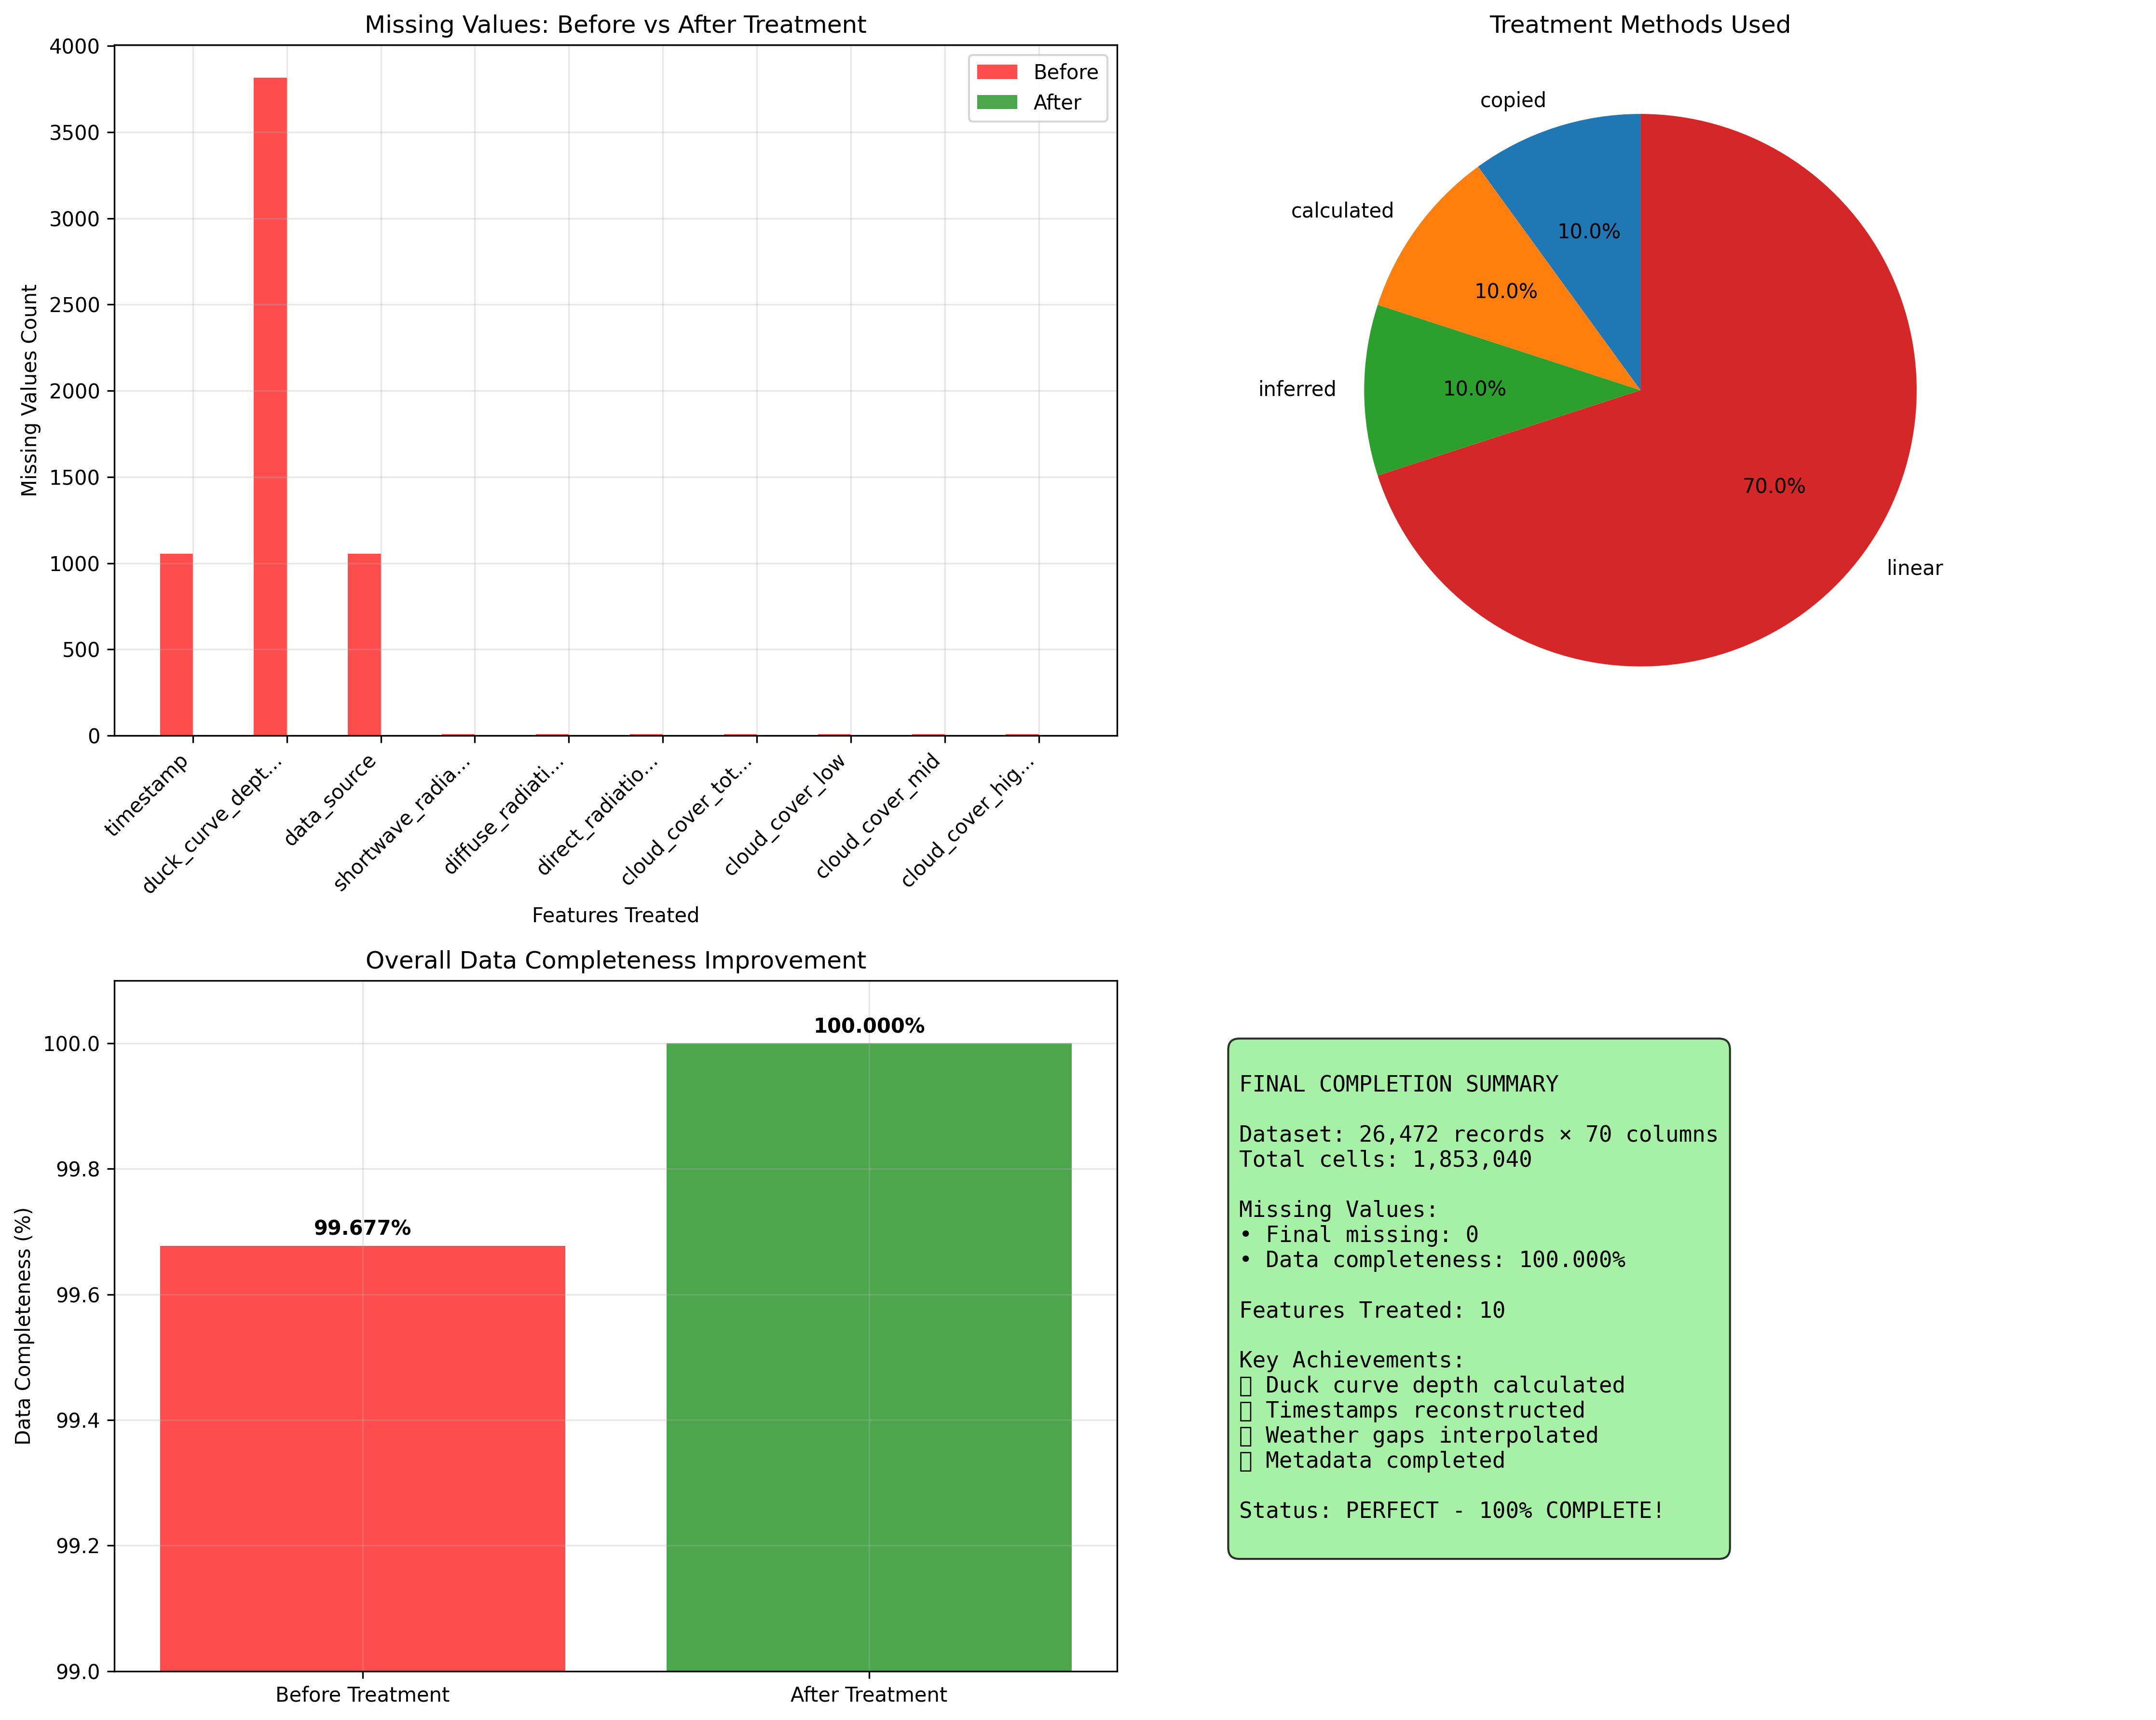 Missing Values: Before vs After Treatment
Missing Values Count
4000
3500
3000
2500
2000
1500
1000
500
0
Before
After
timestamp
duck_curve_dept...
data_source
shortwave_radia...
diffuse_radiati...
direct_radiatio...
cloud_cover_tot...
cloud_cover_low
cloud_cover_mid
cloud_cover_hig...
Features Treated
Treatment Methods Used
copied
10.0%
calculated
10.0%
inferred
10.0%
linear
70.0%
Overall Data Completeness Improvement
Data Completeness (%)
100.0
99.8
99.6
99.4
99.2
99.0
99.677%
100.000%
Before Treatment
After Treatment
FINAL COMPLETION SUMMARY
Dataset: 26,472 records × 70 columns
Total cells: 1,853,040
Missing Values:
• Final missing: 0
• Data completeness: 100.000%
Features Treated: 10
Key Achievements:
Duck curve depth calculated
Timestamps reconstructed
Weather gaps interpolated
Metadata completed
Status: PERFECT - 100% COMPLETE!